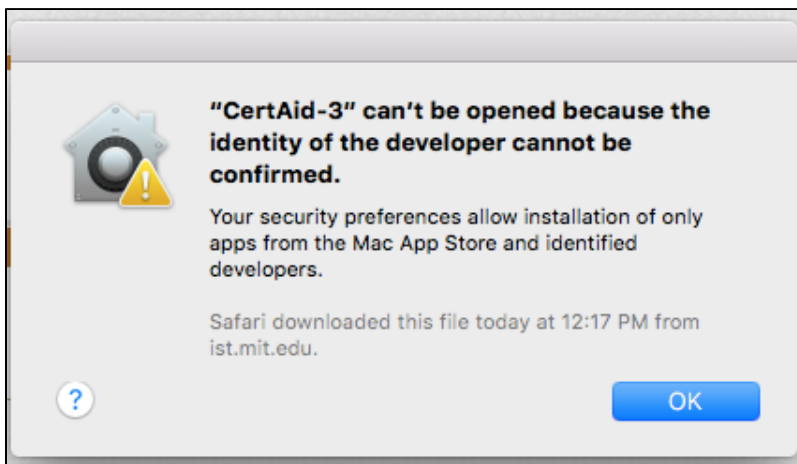 “CertAid-3” can’t be opened because the
identity of the developer cannot be
confirmed.
Your security preferences allow installation of only
apps from the Mac App Store and identified
developers.
Safari downloaded this file today at 12:17 PM from
ist.mit.edu.
?
OK